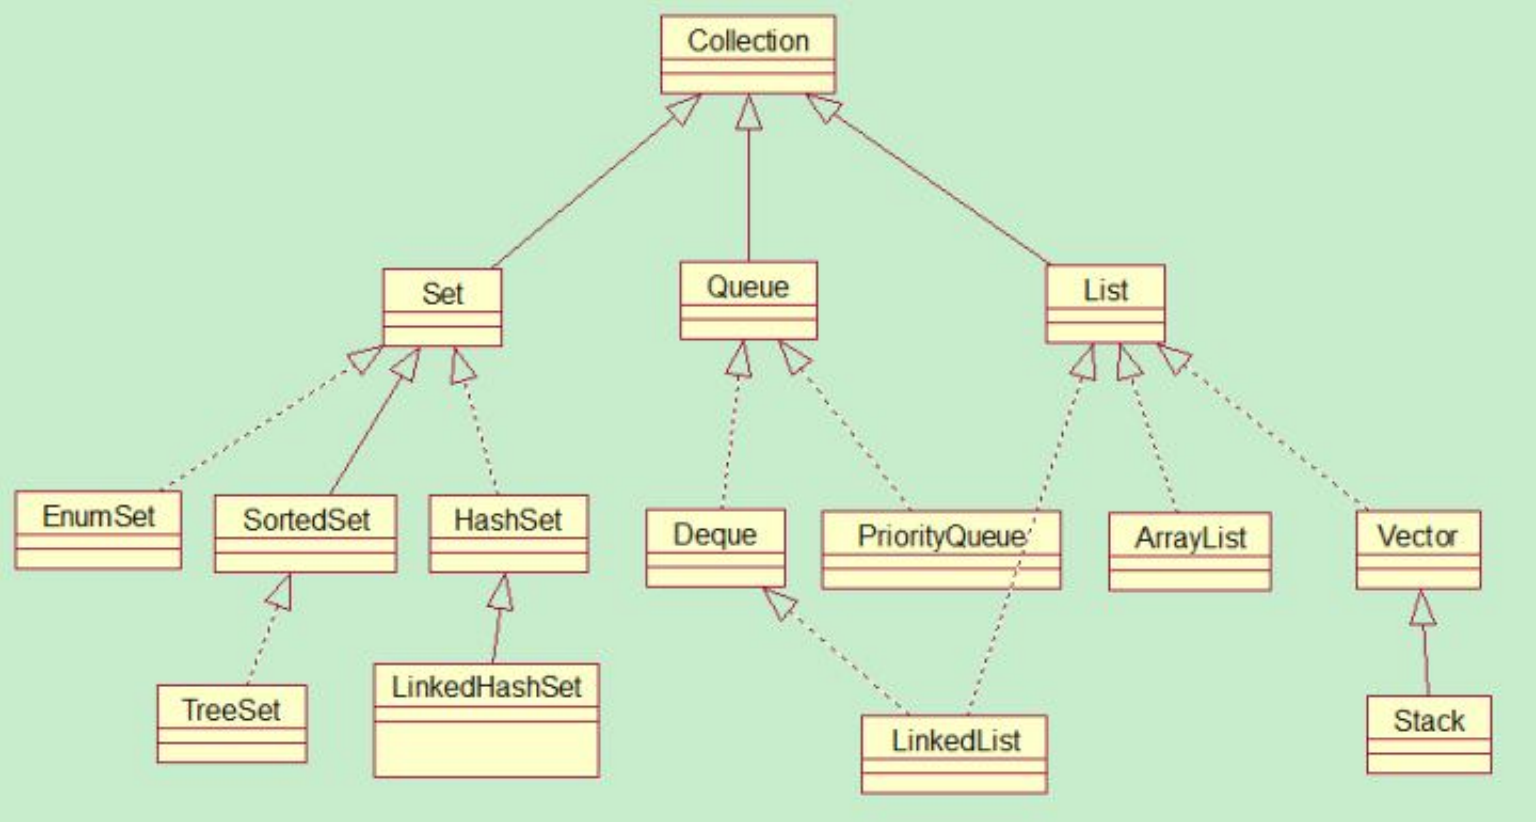 Collection
Set
Queue
List
EnumSet
SortedSet
HashSet
Deque
PriorityQueue
ArrayList
Vector
TreeSet
LinkedHashSet
LinkedList
Stack